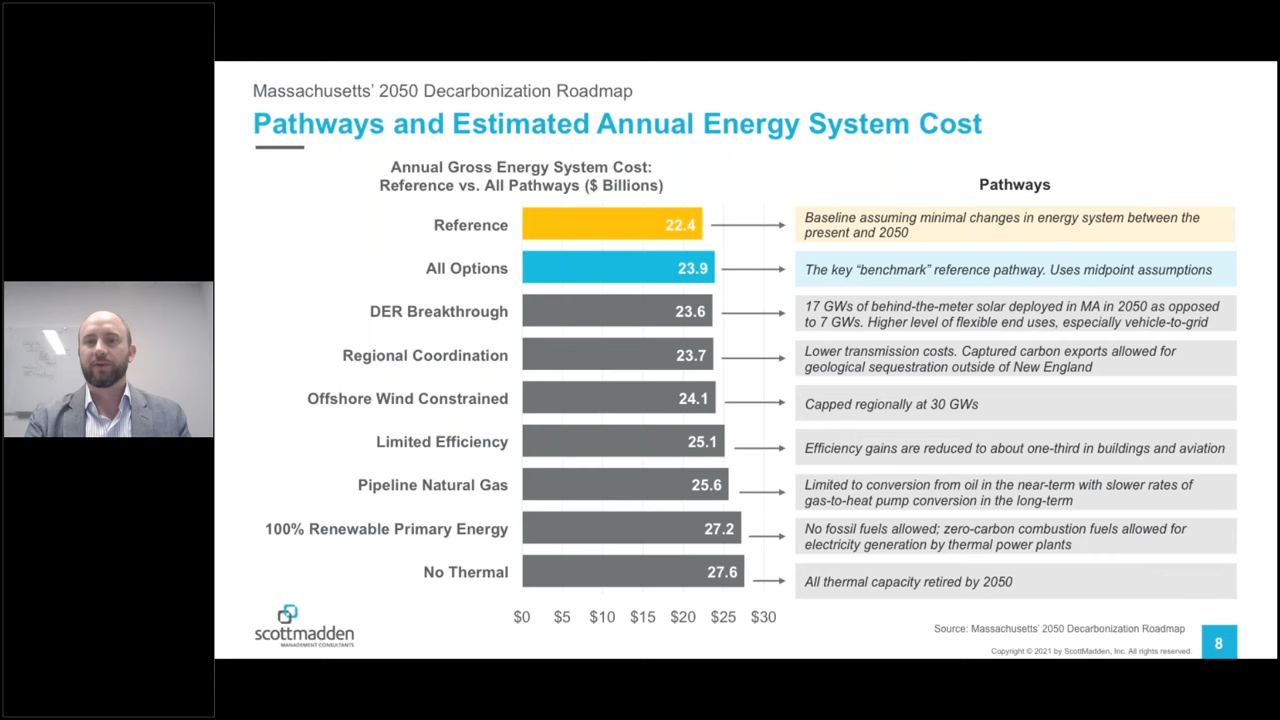 Massachusetts' 2050 Decarbonization Roadmap
Pathways and Estimated Annual Energy System Cost
Annual Gross Energy System Cost:
Reference vs. All Pathways ($ Billions)
Pathways
Reference
22.4
Baseline assuming minimal changes in energy system between the
present and 2050
All Options
23.9
The key “benchmark” reference pathway. Uses midpoint assumptions
DER Breakthrough
23.6
17 GWs of behind-the-meter solar deployed in MA in 2050 as opposed
to 7 GWs. Higher level of flexible end uses, especially vehicle-to-grid
Regional Coordination
23.7
Lower transmission costs. Captured carbon exports allowed for
geological sequestration outside of New England
Offshore Wind Constrained
24.1
Capped regionally at 30 GWs
Limited Efficiency
25.1
Efficiency gains are reduced to about one-third in buildings and aviation
Pipeline Natural Gas
25.6
Limited to conversion from oil in the near-term with slower rates of
gas-to-heat pump conversion in the long-term
100% Renewable Primary Energy
27.2
No fossil fuels allowed; zero-carbon combustion fuels allowed for
electricity generation by thermal power plants
No Thermal
27.6
All thermal capacity retired by 2050
$0 $5 $10 $15 $20 $25 $30
scottmadden
MANAGEMENT CONSULTANTS
Source: Massachusetts' 2050 Decarbonization Roadmap
Copyright © 2021 by ScottMadden, Inc. All rights reserved.
8